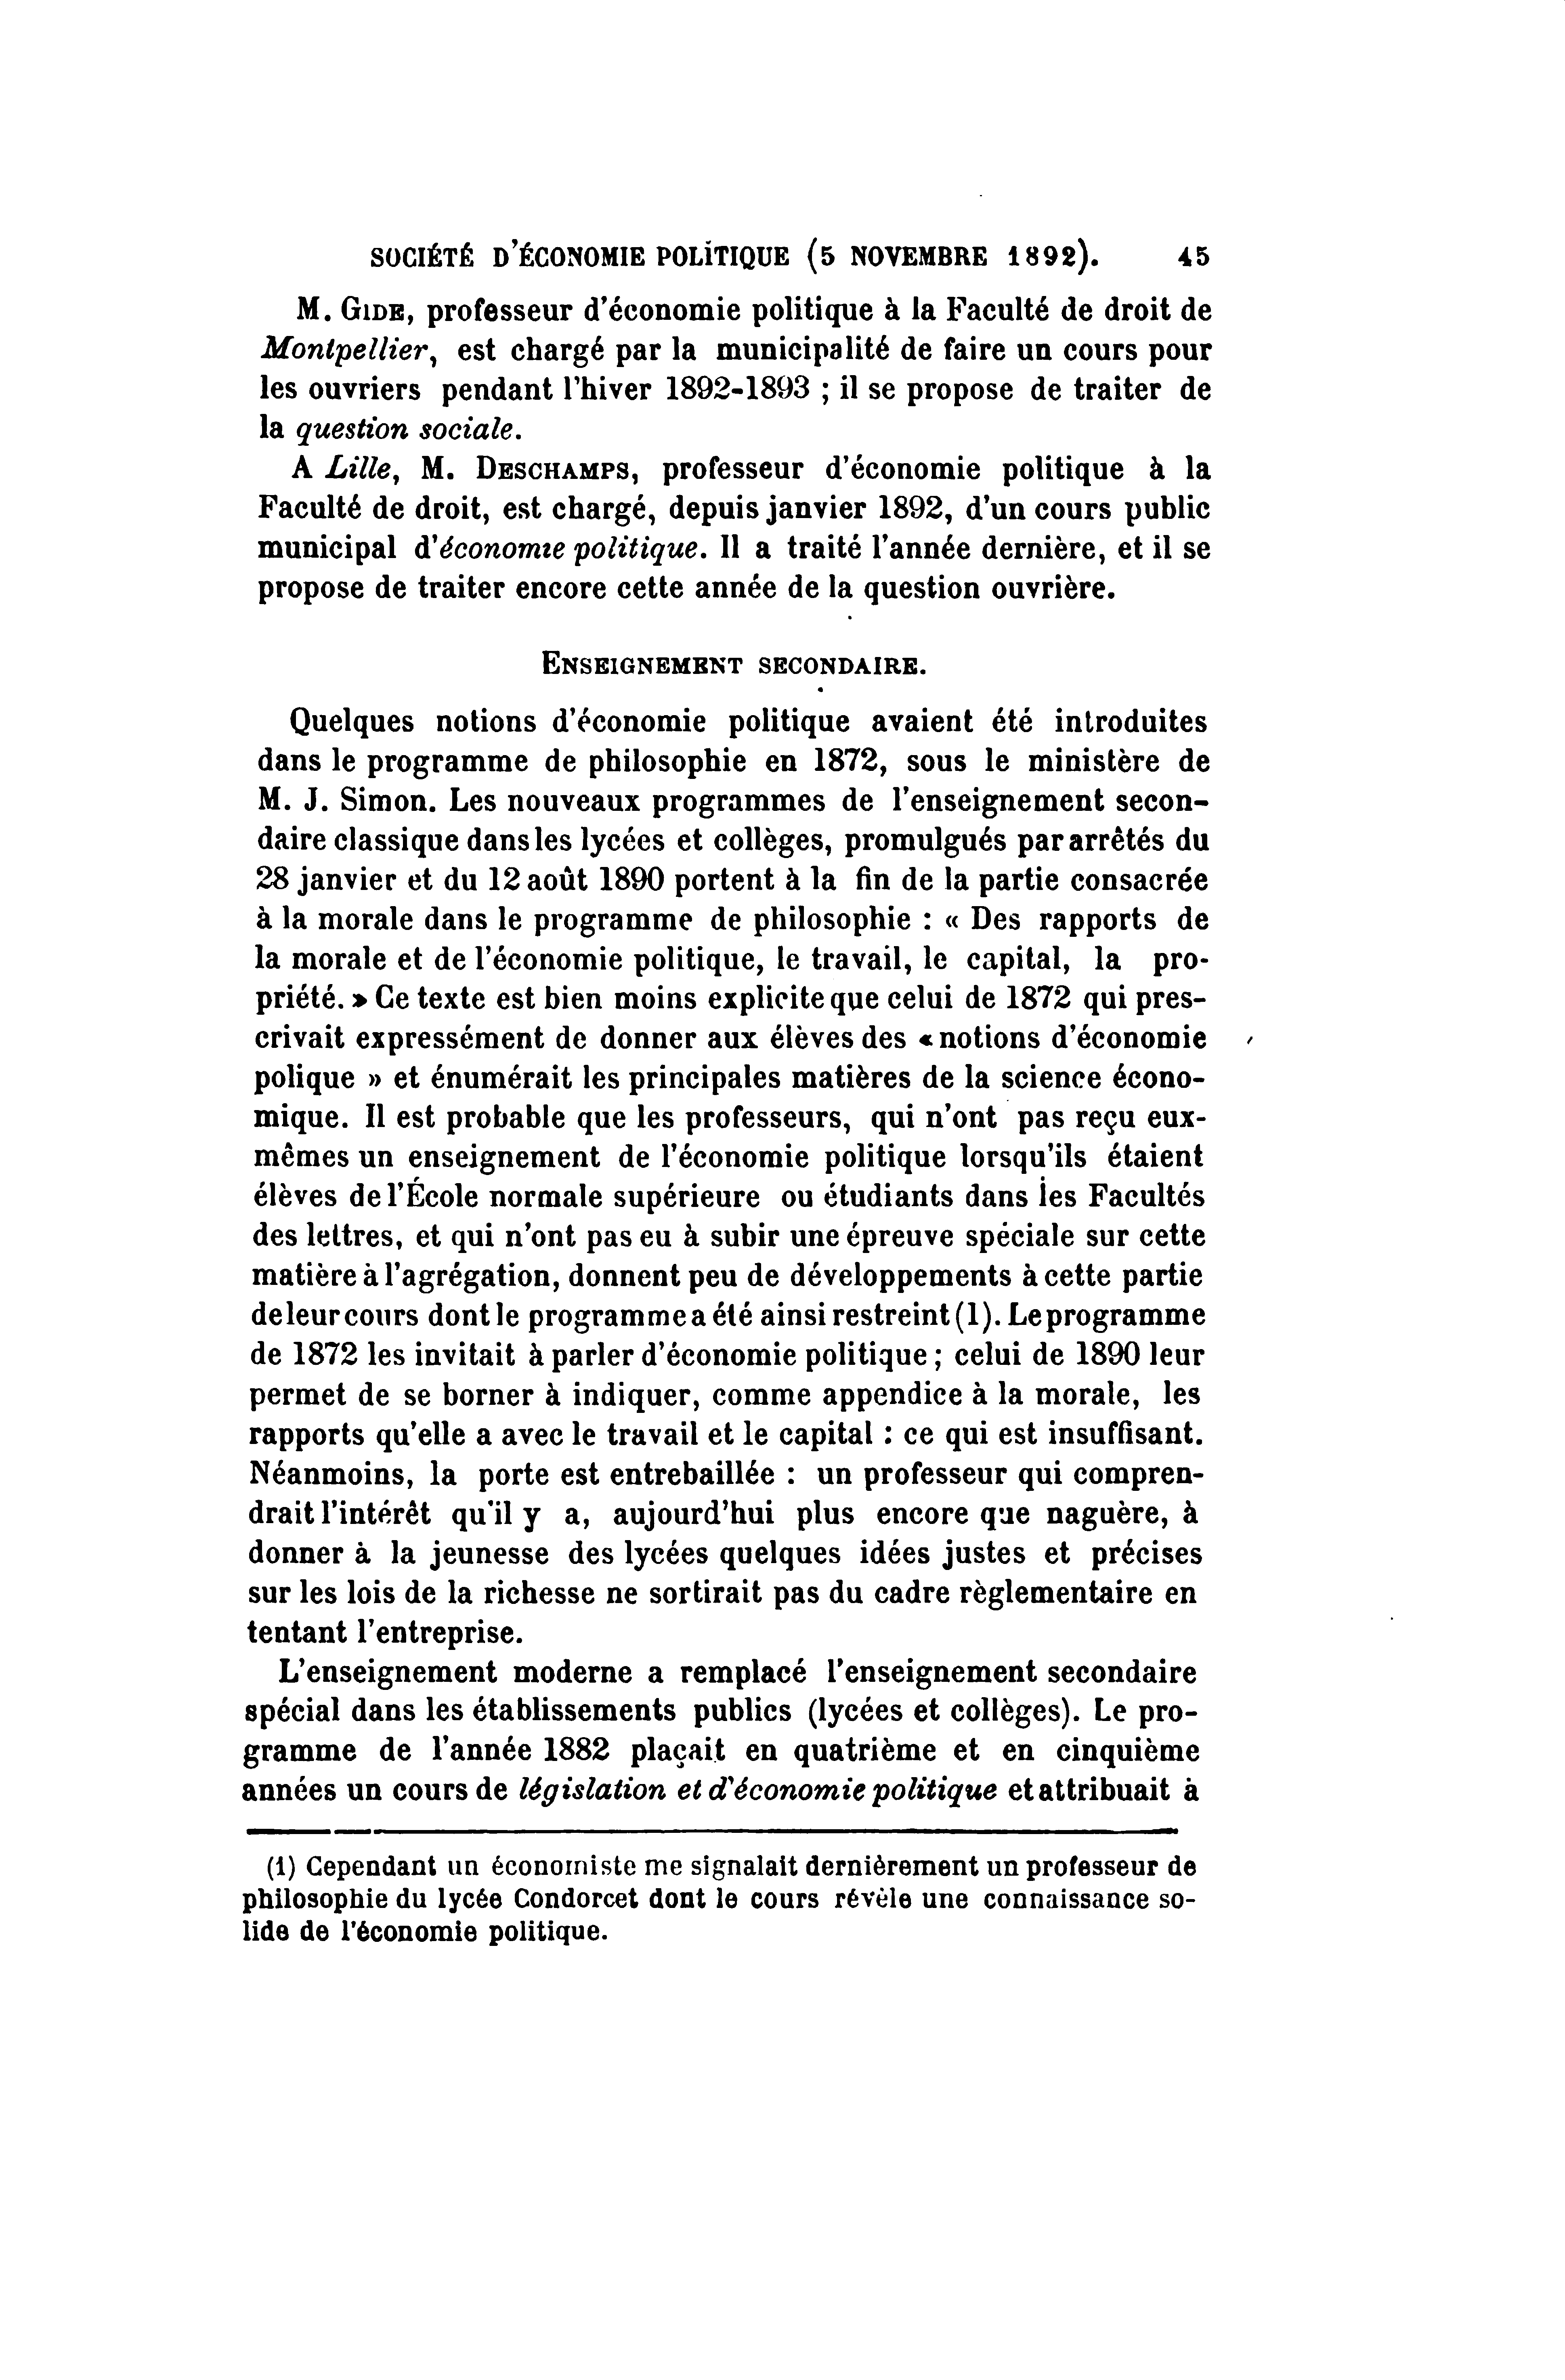 SOCIÉTÉ D'ÉCONOMIE POLITIQUE (5 NOVEMBRE 1892). 45
M. GIDE, professeur d'économie politique à la Faculté de droit de
Montpellier, est chargé par la municipalité de faire un cours pour
les ouvriers pendant l'hiver 1892-1893 ; il se propose de traiter de
la question sociale.
A Lille, M. DESCHAMPS, professeur d'économie politique à la
Faculté de droit, est chargé, depuis janvier 1892, d'un cours public
municipal d'économie politique. Il a traité l'année dernière, et il se
propose de traiter encore cette année de la question ouvrière.
ENSEIGNEMENT SECONDAIRE.
Quelques notions d'économie politique avaient été introduites
dans le programme de philosophie en 1872, sous le ministère de
M. J. Simon. Les nouveaux programmes de l'enseignement secon-
daire classique dans les lycées et collèges, promulgués par arrêtés du
28 janvier et du 12 août 1890 portent à la fin de la partie consacrée
à la morale dans le programme de philosophie : « Des rapports de
la morale et de l'économie politique, le travail, le capital, la pro-
priété. » Ce texte est bien moins explicite que celui de 1872 qui pres-
crivait expressément de donner aux élèves des « notions d'économie
polique » et énumérait les principales matières de la science écono-
mique. Il est probable que les professeurs, qui n'ont pas reçu eux-
mêmes un enseignement de l'économie politique lorsqu'ils étaient
élèves de l'École normale supérieure ou étudiants dans les Facultés
des lettres, et qui n'ont pas eu à subir une épreuve spéciale sur cette
matière à l'agrégation, donnent peu de développements à cette partie
de leur cours dont le programme a été ainsi restreint (1). Le programme
de 1872 les invitait à parler d'économie politique ; celui de 1890 leur
permet de se borner à indiquer, comme appendice à la morale, les
rapports qu'elle a avec le travail et le capital : ce qui est insuffisant.
Néanmoins, la porte est entrebaillée : un professeur qui compren-
drait l'intérêt qu'il y a, aujourd'hui plus encore que naguère, à
donner à la jeunesse des lycées quelques idées justes et précises
sur les lois de la richesse ne sortirait pas du cadre règlementaire en
tentant l'entreprise.
L'enseignement moderne a remplacé l'enseignement secondaire
spécial dans les établissements publics (lycées et collèges). Le pro-
gramme de l'année 1882 plaçait en quatrième et en cinquième
années un cours de législation et d'économie politique et attribuait à
(1) Cependant un économiste me signalait dernièrement un professeur de
philosophie du lycée Condorcet dont le cours révèle une connaissance so-
lide de l'économie politique.